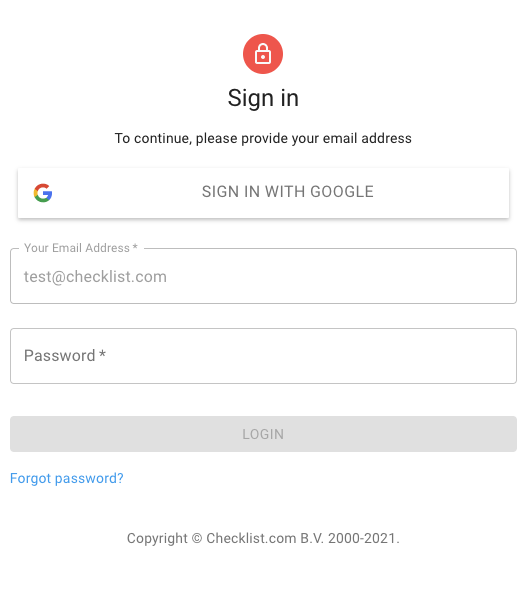 Sign in
To continue, please provide your email address
SIGN IN WITH GOOGLE
Your Email Address *
test@checklist.com
Password *
LOGIN
Forgot password?
Copyright © Checklist.com B.V. 2000-2021.